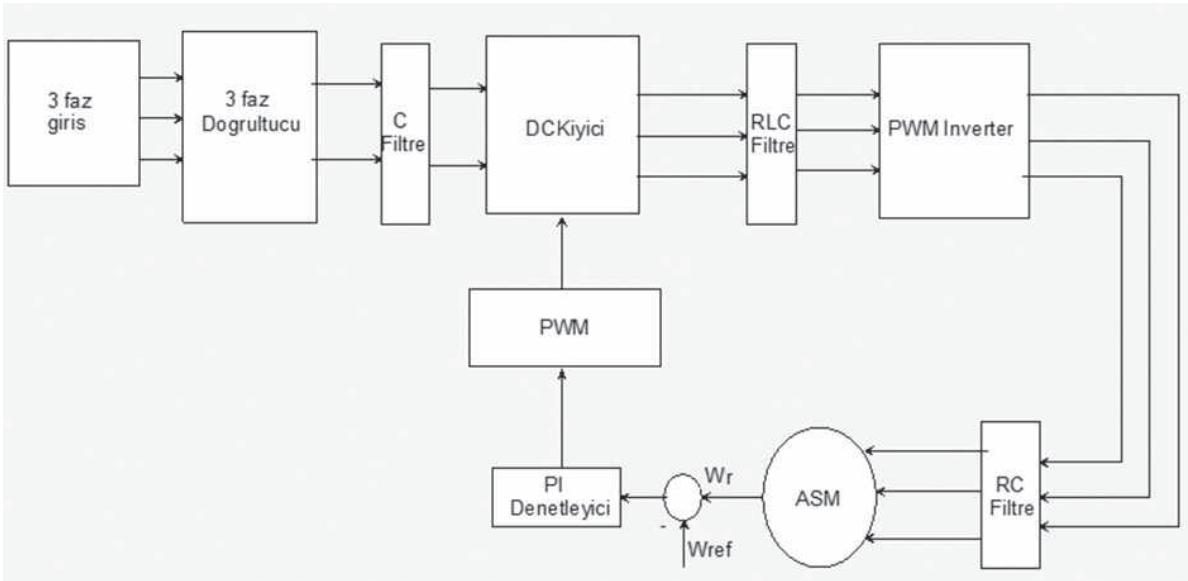 3 faz
giris
3 faz
Dogrultucu
C
Filtre
DCKiyici
RLC
Filtre
PWM Inverter
PWM
PI
Denetleyici
-
Wref
Wr
ASM
RC
Filtre